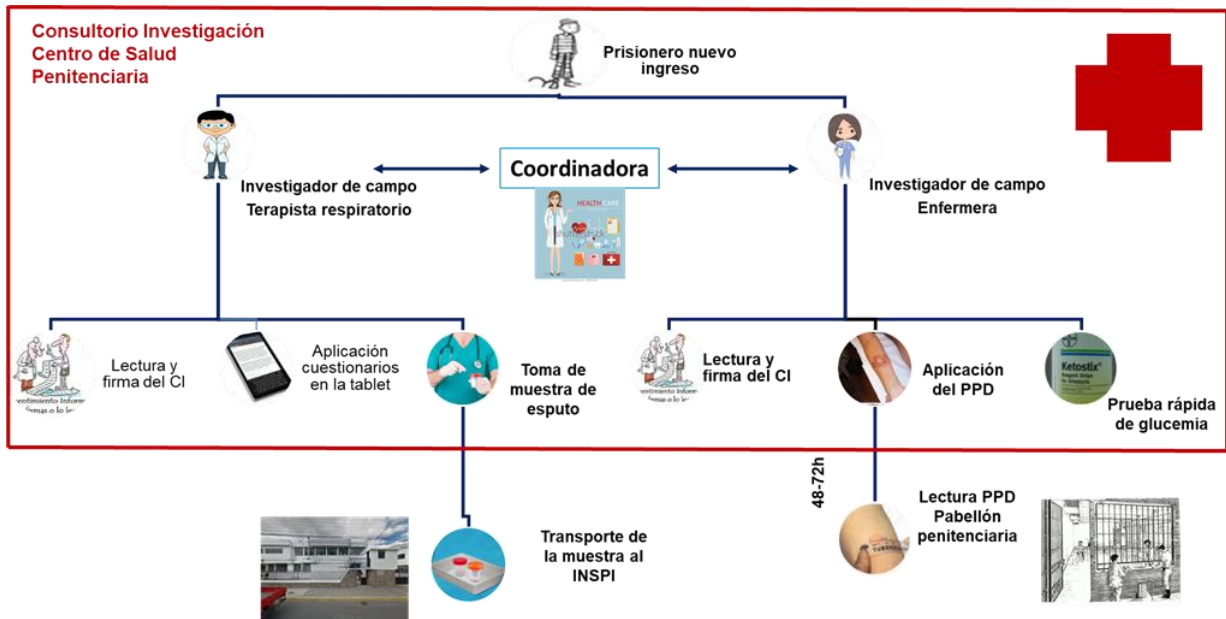 Consultorio Investigación
Centro de Salud
Penitenciaria
Prisionero nuevo
ingreso
Coordinadora
HEALTH CARE
shutterstock
Investigador de campo
Terapista respiratorio
Investigador de campo
Enfermera
Lectura y
firma del CI
Aplicación
cuestionarios
en la tablet
Toma de
muestra de
esputo
Lectura y
firma del CI
Aplicación
del PPD
Ketostix®
Prueba rápida
de glucemia
48-72h
Transporte de
la muestra al
INSPI
Lectura PPD
Pabellón
penitenciaria